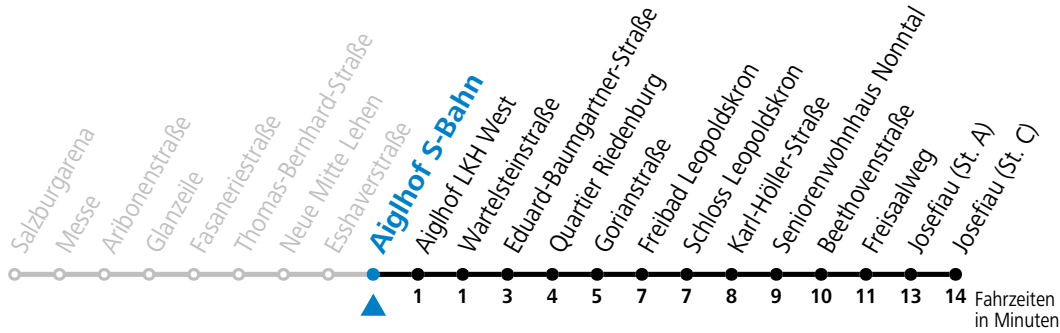 Salzburgarena
Messe
Aribonenstraße
Glanzeile
Fasaneriestraße
Thomas-Bernhard-Straße
Neue Mitte Lehen
Esshaverstraße
Aiglhof S-Bahn
Aiglhof LKH West
Wartelsteinstraße
Eduard-Baumgartner-Straße
Quartier Riedenburg
Gorianstraße
Freibad Leopoldskron
Schloss Leopoldskron
Karl-Höller-Straße
Seniorenwohnhaus Nonntal
Beethovenstraße
Freisaalweg
Josefiau (St. A)
Josefiau (St. C)
1 1 3 4 5 7 7 8 9 10 11 13 14 Fahrzeiten
in Minuten